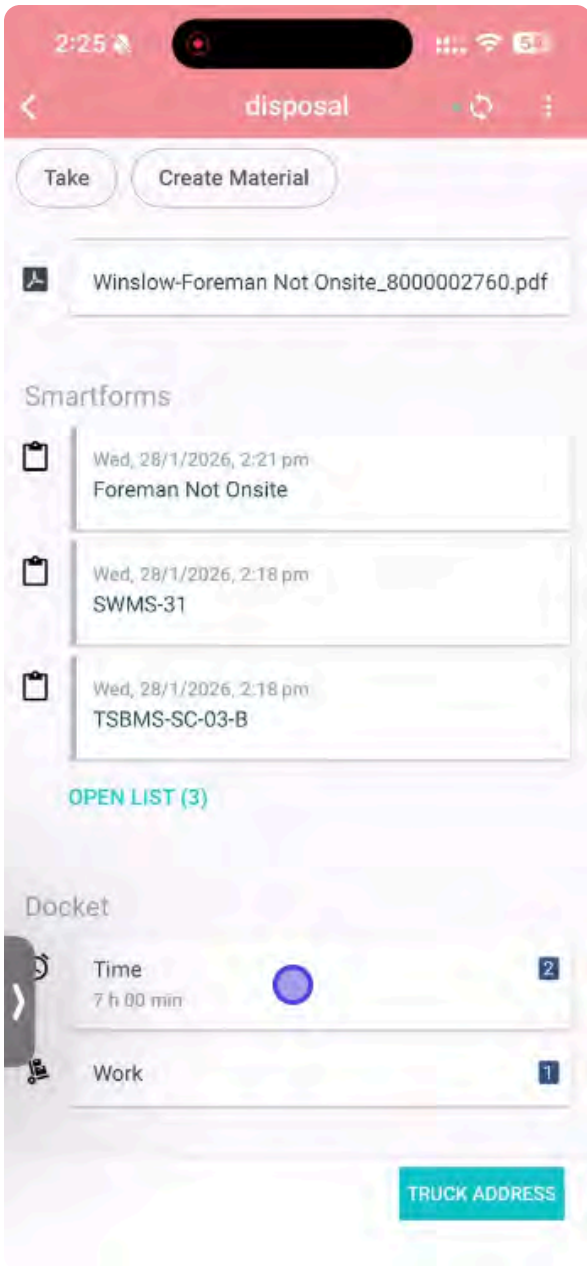 2:25
disposal
Take
Create Material
Winslow-Foreman Not Onsite_8000002760.pdf
Smartforms
Wed, 28/1/2026, 2:21 pm
Foreman Not Onsite
Wed, 28/1/2026, 2:18 pm
SWMS-31
Wed, 28/1/2026, 2:18 pm
TSBMS-SC-03-B
OPEN LIST (3)
Docket
Time
2
7 h 00 min
Work
1
TRUCK ADDRESS